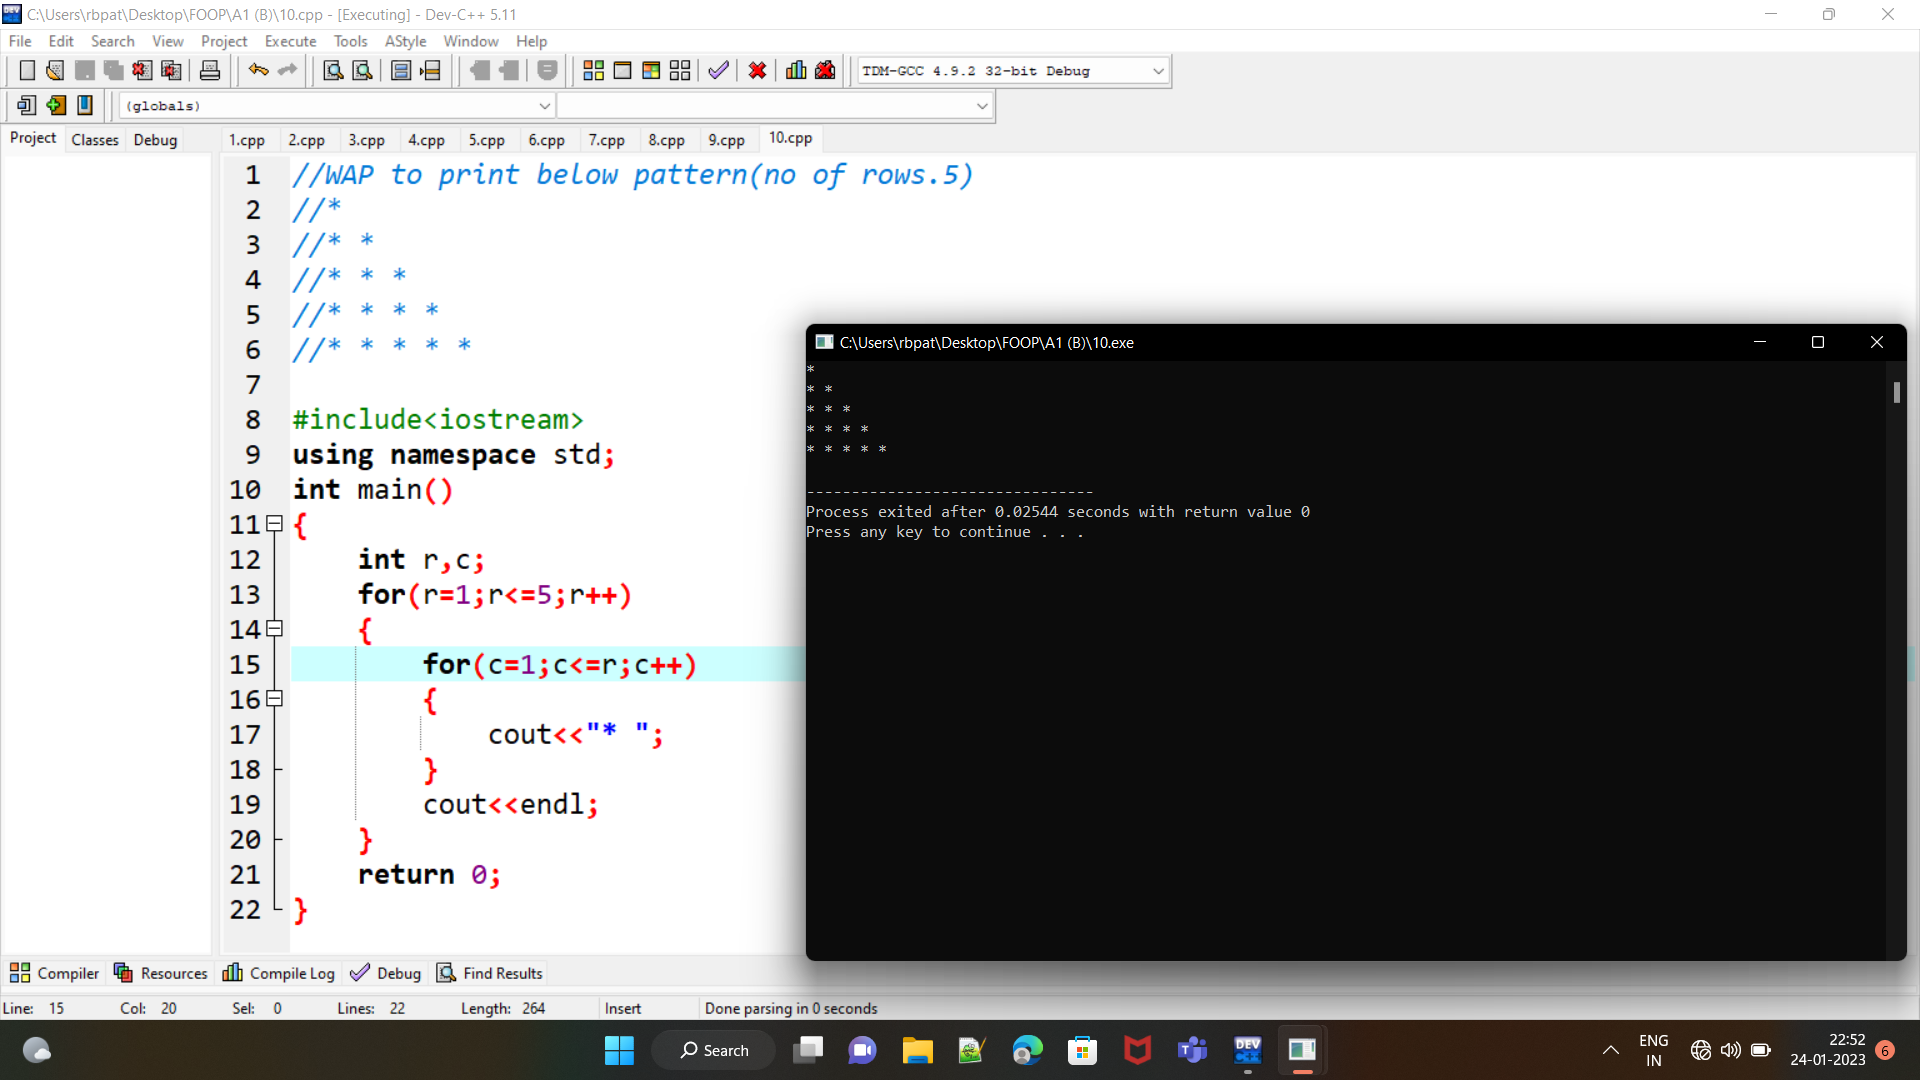 C:\Users\rbpat\Desktop\FOOP\A1 (B)\10.cpp - [Executing] - Dev-C++ 5.11
File Edit Search View Project Execute Tools AStyle Window Help
TDM-GCC 4.9.2 32-bit Debug
(globals)
Project Classes Debug 1.cpp 2.cpp 3.cpp 4.cpp 5.cpp 6.cpp 7.cpp 8.cpp 9.cpp 10.cpp
1 //WAP to print below pattern(no of rows.5)
2 //*
3 //* *
4 //* * *
5 //* * * *
6 //* * * * *
7
8 #include<iostream>
9 using namespace std;
10 int main()
11 {
12 int r,c;
13 for(r=1;r<=5;r++)
14 {
15 for(c=1;c<=r;c++)
16 {
17 cout<<"* ";
18 }
19 cout<<endl;
20 }
21 return 0;
22 }
C:\Users\rbpat\Desktop\FOOP\A1 (B)\10.exe
*
* *
* * *
* * * *
* * * * *
--------------------------------
Process exited after 0.02544 seconds with return value 0
Press any key to continue . . .
Compiler Resources Compile Log Debug Find Results
Line: 15 Col: 20 Sel: 0 Lines: 22 Length: 264 Insert Done parsing in 0 seconds
Search
DEV C++
ENG
IN
22:52
24-01-2023
6